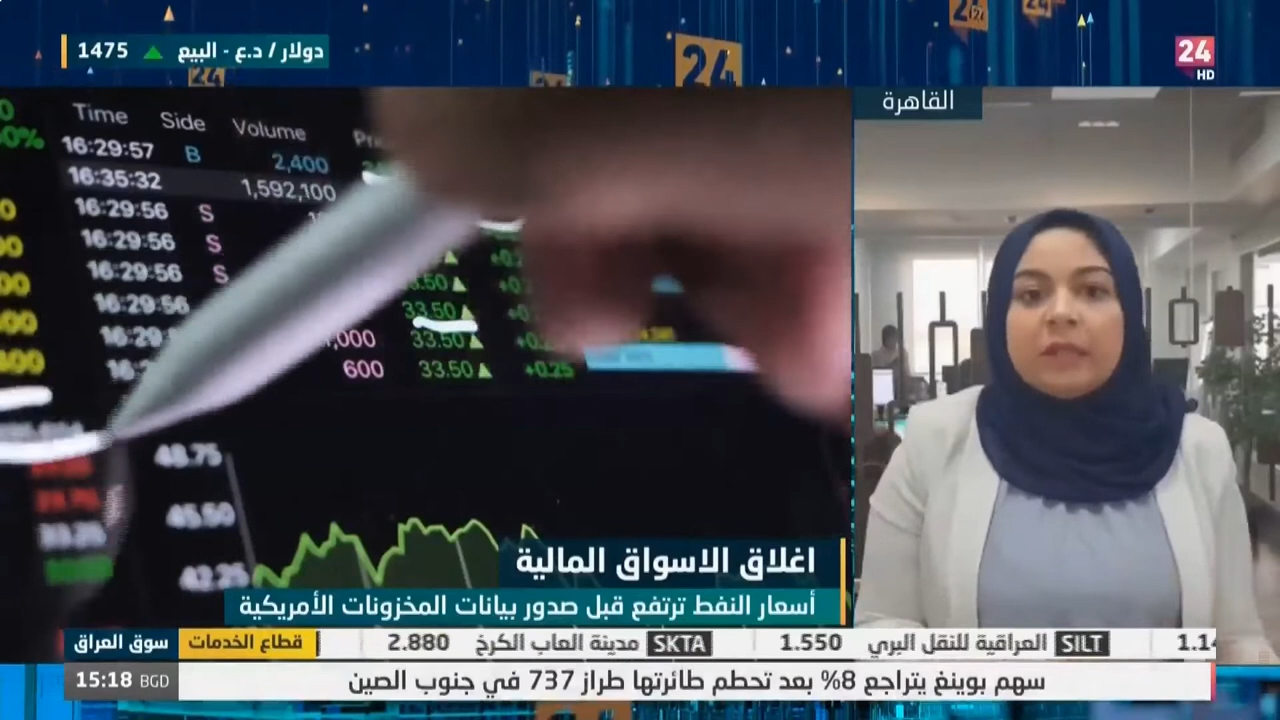 دولار / د.ع - البيع ▲ 1475
24
HD
24
24
24
القاهرة
Time Side Volume
16:29:57 B 2,400
16:35:32 1,592,100
16:29:56 S
16:29:56 S
16:29:56 S
16:29:56 33.50
33.50 +0.25
600 33.50 +0.25
48.75
45.50
42.25
اغلاق الاسواق المالية
أسعار النفط ترتفع قبل صدور بيانات المخزونات الأمريكية
سوق العراق قطاع الخدمات 2.880 مدينة العاب الكرخ SKTA 1.550 العراقية للنقل البري SILT
15:18 BGD
سهم بوينغ يتراجع 8% بعد تحطم طائرتها طراز 737 في جنوب الصين